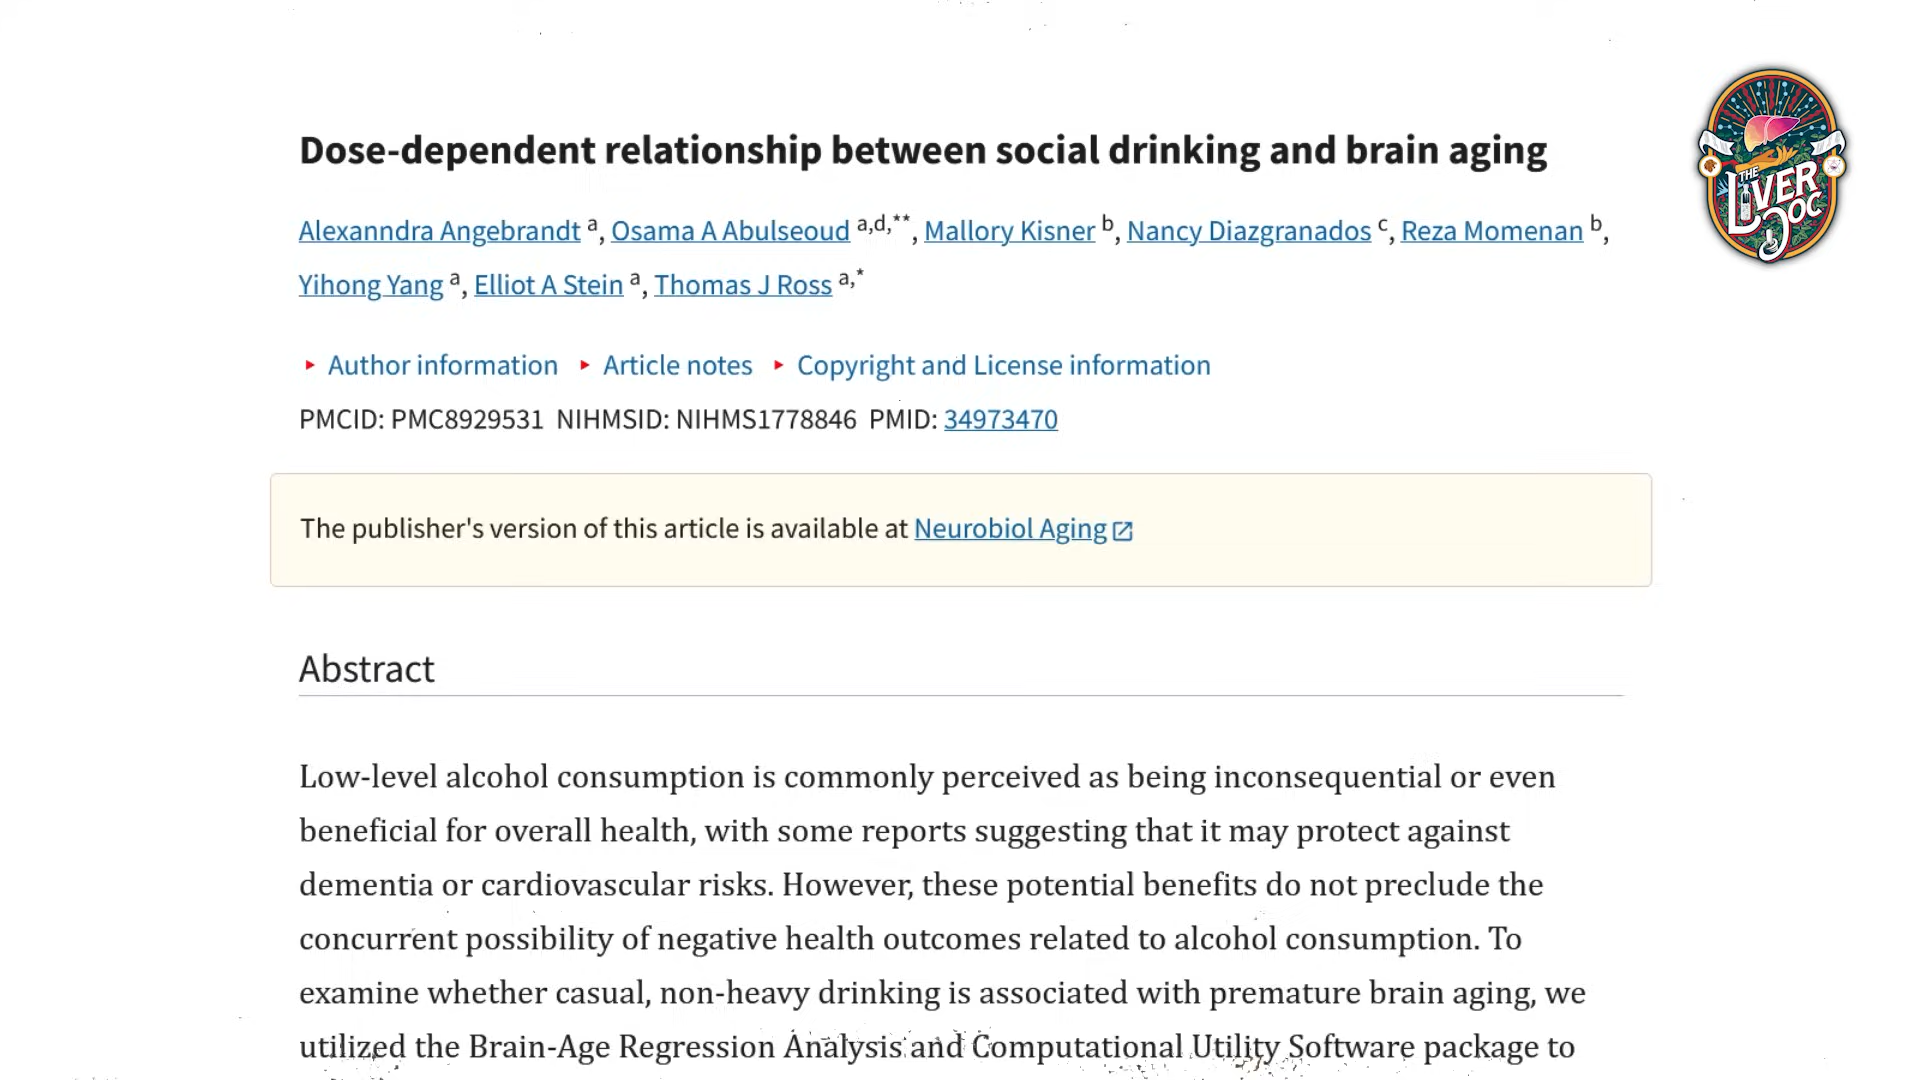 Dose-dependent relationship between social drinking and brain aging
THE
LIVER
DOC
Alexanndra Angebrandt a, Osama A Abulseoud a,d,**, Mallory Kisner b, Nancy Diazgranados c, Reza Momenan b,
Yihong Yang a, Elliot A Stein a, Thomas J Ross a,*
▸ Author information ▸ Article notes ▸ Copyright and License information
PMCID: PMC8929531 NIHMSID: NIHMS1778846 PMID: 34973470
The publisher's version of this article is available at Neurobiol Aging
Abstract
Low-level alcohol consumption is commonly perceived as being inconsequential or even
beneficial for overall health, with some reports suggesting that it may protect against
dementia or cardiovascular risks. However, these potential benefits do not preclude the
concurrent possibility of negative health outcomes related to alcohol consumption. To
examine whether casual, non-heavy drinking is associated with premature brain aging, we
utilized the Brain-Age Regression Analysis and Computational Utility Software package to